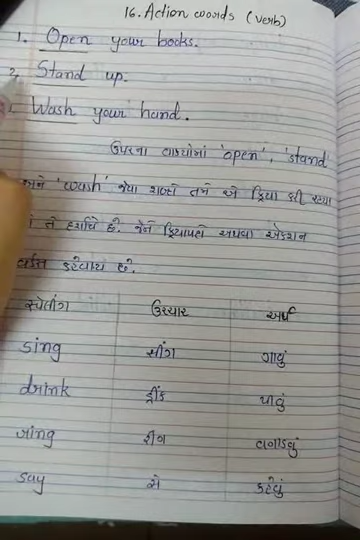 16. Action words (verb)
1. Open your books.
2. Stand up.
3. Wash your hand.
ઉપરના વાક્યોમાં 'open', 'stand
અને 'wash' જેવા શબ્દો તમે એ ક્રિયા કરી રહ્યા
તે દર્શાવે છે. જેને ક્રિયાપદો અથવા એક્શન
વર્ડસ કહેવાય છે.
સ્પેલીંગ ઉચ્ચાર અર્થ
sing સીંગ ગાવું
drink ડ્રીંક પીવું
ring રીંગ વગાડવું
say સે કહેવું